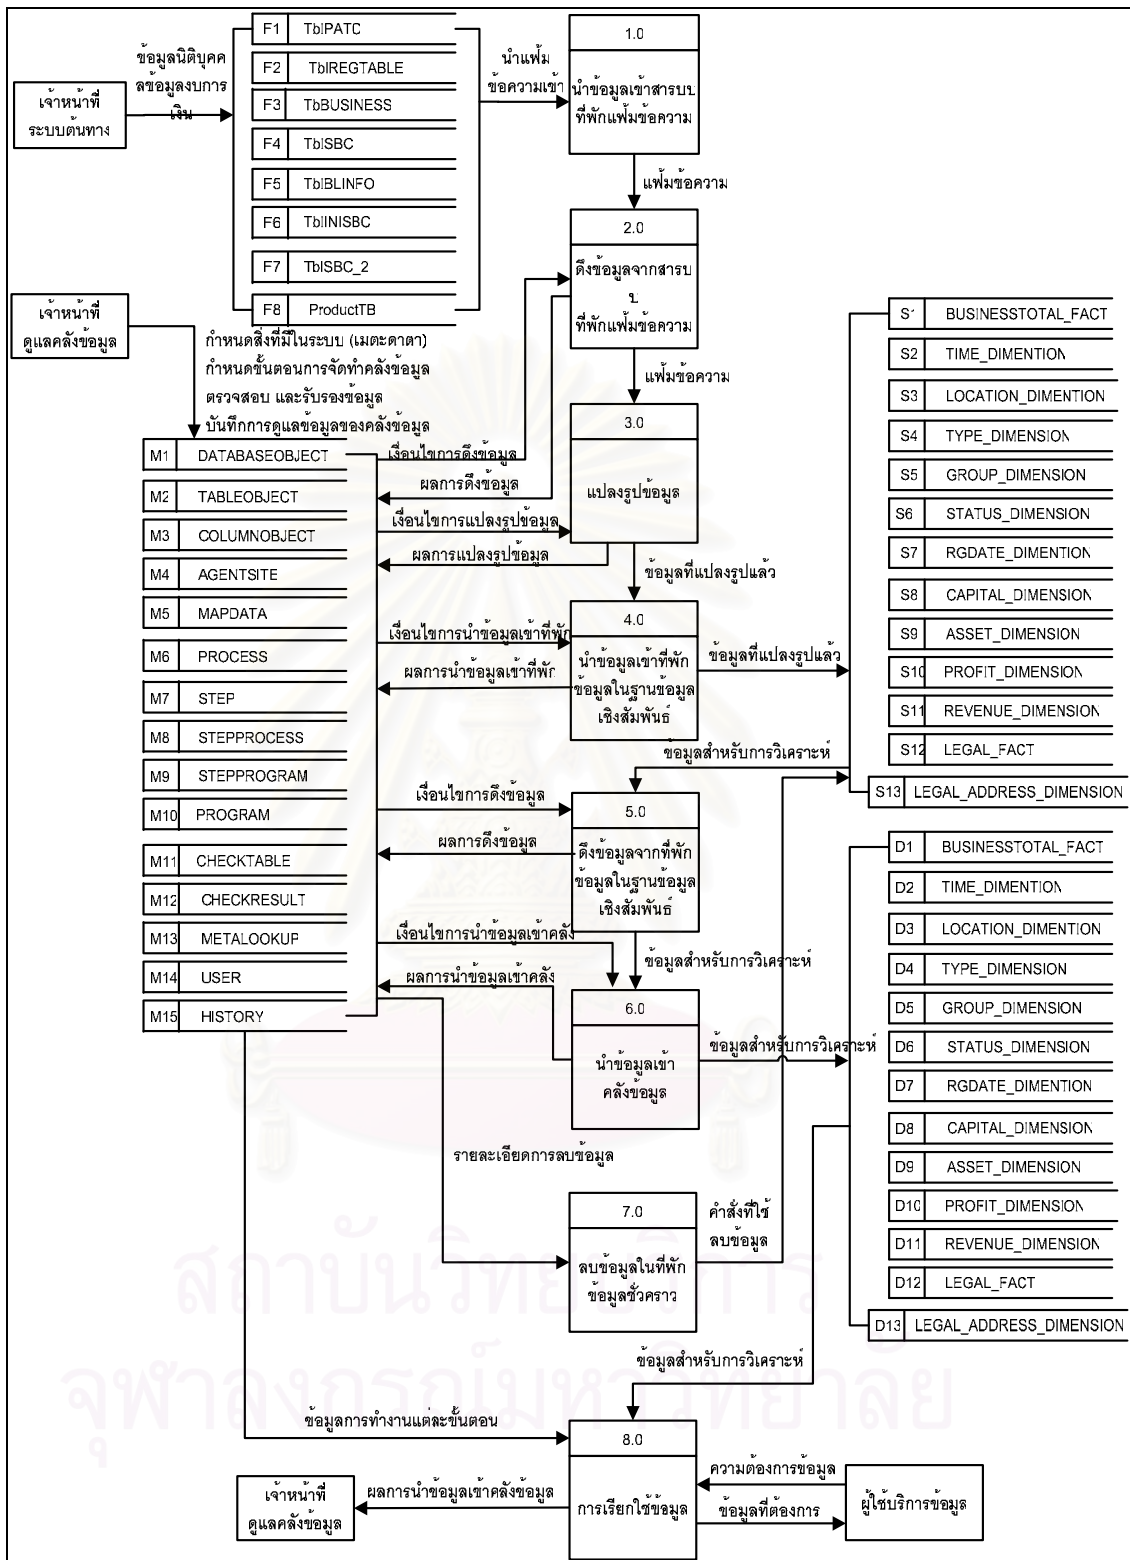 F1 TblPATC
F2 TblREGTABLE
F3 TbBUSINESS
F4 TblSBC
F5 TblBLINFO
F6 TblINISBC
F7 TblSBC_2
F8 ProductTB
เจ้าหน้าที่
ระบบต้นทาง
ข้อมูลนิติบุคค
ลข้อมูลงบการ
เงิน
นำแฟ้ม
ข้อความเข้า
1.0
นำข้อมูลเข้าสารบบ
ที่พักแฟ้มข้อความ
แฟ้มข้อความ
2.0
ดึงข้อมูลจากสารบ
บ
ที่พักแฟ้มข้อความ
แฟ้มข้อความ
เจ้าหน้าที่
ดูแลคลังข้อมูล
กำหนดสิ่งที่มีในระบบ (เมตะดาตา)
กำหนดขั้นตอนการจัดทำคลังข้อมูล
ตรวจสอบ และรับรองข้อมูล
บันทึกการดูแลข้อมูลของคลังข้อมูล
M1 DATABASEOBJECT
M2 TABLEOBJECT
M3 COLUMNOBJECT
M4 AGENTSITE
M5 MAPDATA
M6 PROCESS
M7 STEP
M8 STEPPROCESS
M9 STEPPROGRAM
M10 PROGRAM
M11 CHECKTABLE
M12 CHECKRESULT
M13 METALOOKUP
M14 USER
M15 HISTORY
เงื่อนไขการดึงข้อมูล
ผลการดึงข้อมูล
เงื่อนไขการแปลงรูปข้อมูล
ผลการแปลงรูปข้อมูล
3.0
แปลงรูปข้อมูล
ข้อมูลที่แปลงรูปแล้ว
เงื่อนไขการนำข้อมูลเข้าที่พัก
ผลการนำข้อมูลเข้าที่พัก
4.0
นำข้อมูลเข้าที่พัก
ข้อมูลในฐานข้อมูล
เชิงสัมพันธ์
ข้อมูลที่แปลงรูปแล้ว
S1 BUSINESSTOTAL_FACT
S2 TIME_DIMENTION
S3 LOCATION_DIMENTION
S4 TYPE_DIMENSION
S5 GROUP_DIMENSION
S6 STATUS_DIMENSION
S7 RGDATE_DIMENTION
S8 CAPITAL_DIMENSION
S9 ASSET_DIMENSION
S10 PROFIT_DIMENSION
S11 REVENUE_DIMENSION
S12 LEGAL_FACT
S13 LEGAL_ADDRESS_DIMENSION
ข้อมูลสำหรับการวิเคราะห์
เงื่อนไขการดึงข้อมูล
ผลการดึงข้อมูล
5.0
ดึงข้อมูลจากที่พัก
ข้อมูลในฐานข้อมูล
เชิงสัมพันธ์
เงื่อนไขการนำข้อมูลเข้าคลัง
ผลการนำข้อมูลเข้าคลัง
ข้อมูลสำหรับการวิเคราะห์
6.0
นำข้อมูลเข้า
คลังข้อมูล
ข้อมูลสำหรับการวิเคราะห์
D1 BUSINESSTOTAL_FACT
D2 TIME_DIMENTION
D3 LOCATION_DIMENTION
D4 TYPE_DIMENSION
D5 GROUP_DIMENSION
D6 STATUS_DIMENSION
D7 RGDATE_DIMENTION
D8 CAPITAL_DIMENSION
D9 ASSET_DIMENSION
D10 PROFIT_DIMENSION
D11 REVENUE_DIMENSION
D12 LEGAL_FACT
D13 LEGAL_ADDRESS_DIMENSION
รายละเอียดการลบข้อมูล
7.0
ลบข้อมูลในที่พัก
ข้อมูลชั่วคราว
คำสั่งที่ใช้
ลบข้อมูล
สถาบันวิทยบริการ
จุฬาลงกรณ์มหาวิทยาลัย
ข้อมูลสำหรับการวิเคราะห์
ข้อมูลการทำงานแต่ละขั้นตอน
8.0
การเรียกใช้ข้อมูล
เจ้าหน้าที่
ดูแลคลังข้อมูล
ผลการนำข้อมูลเข้าคลังข้อมูล
ความต้องการข้อมูล
ข้อมูลที่ต้องการ
ผู้ใช้บริการข้อมูล